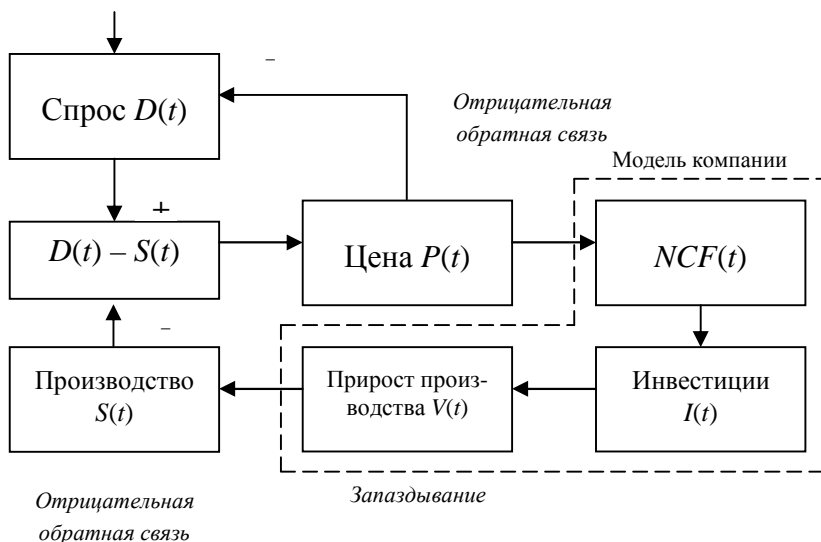 –
Спрос D(t)
Отрицательная
обратная связь
Модель компании
+
D(t) – S(t)
Цена P(t)
NCF(t)
–
Производство
S(t)
Прирост произ-
водства V(t)
Инвестиции
I(t)
Отрицательная
обратная связь
Запаздывание